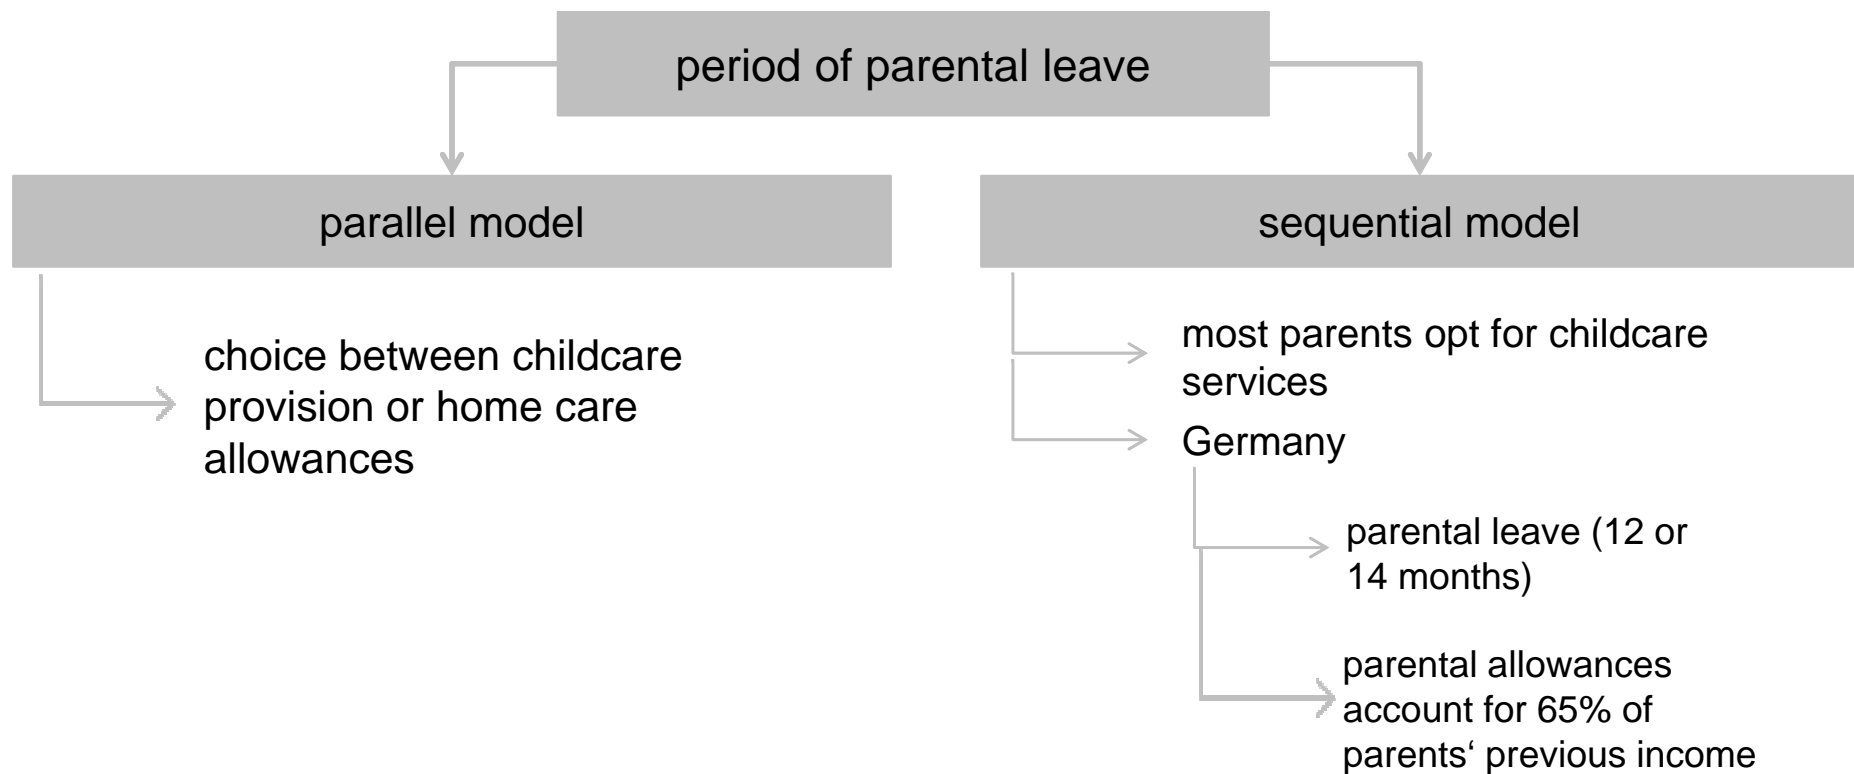 period of parental leave
parallel model
choice between childcare
provision or home care
allowances
sequential model
most parents opt for childcare
services
Germany
parental leave (12 or
14 months)
parental allowances
account for 65% of
parents‘ previous income